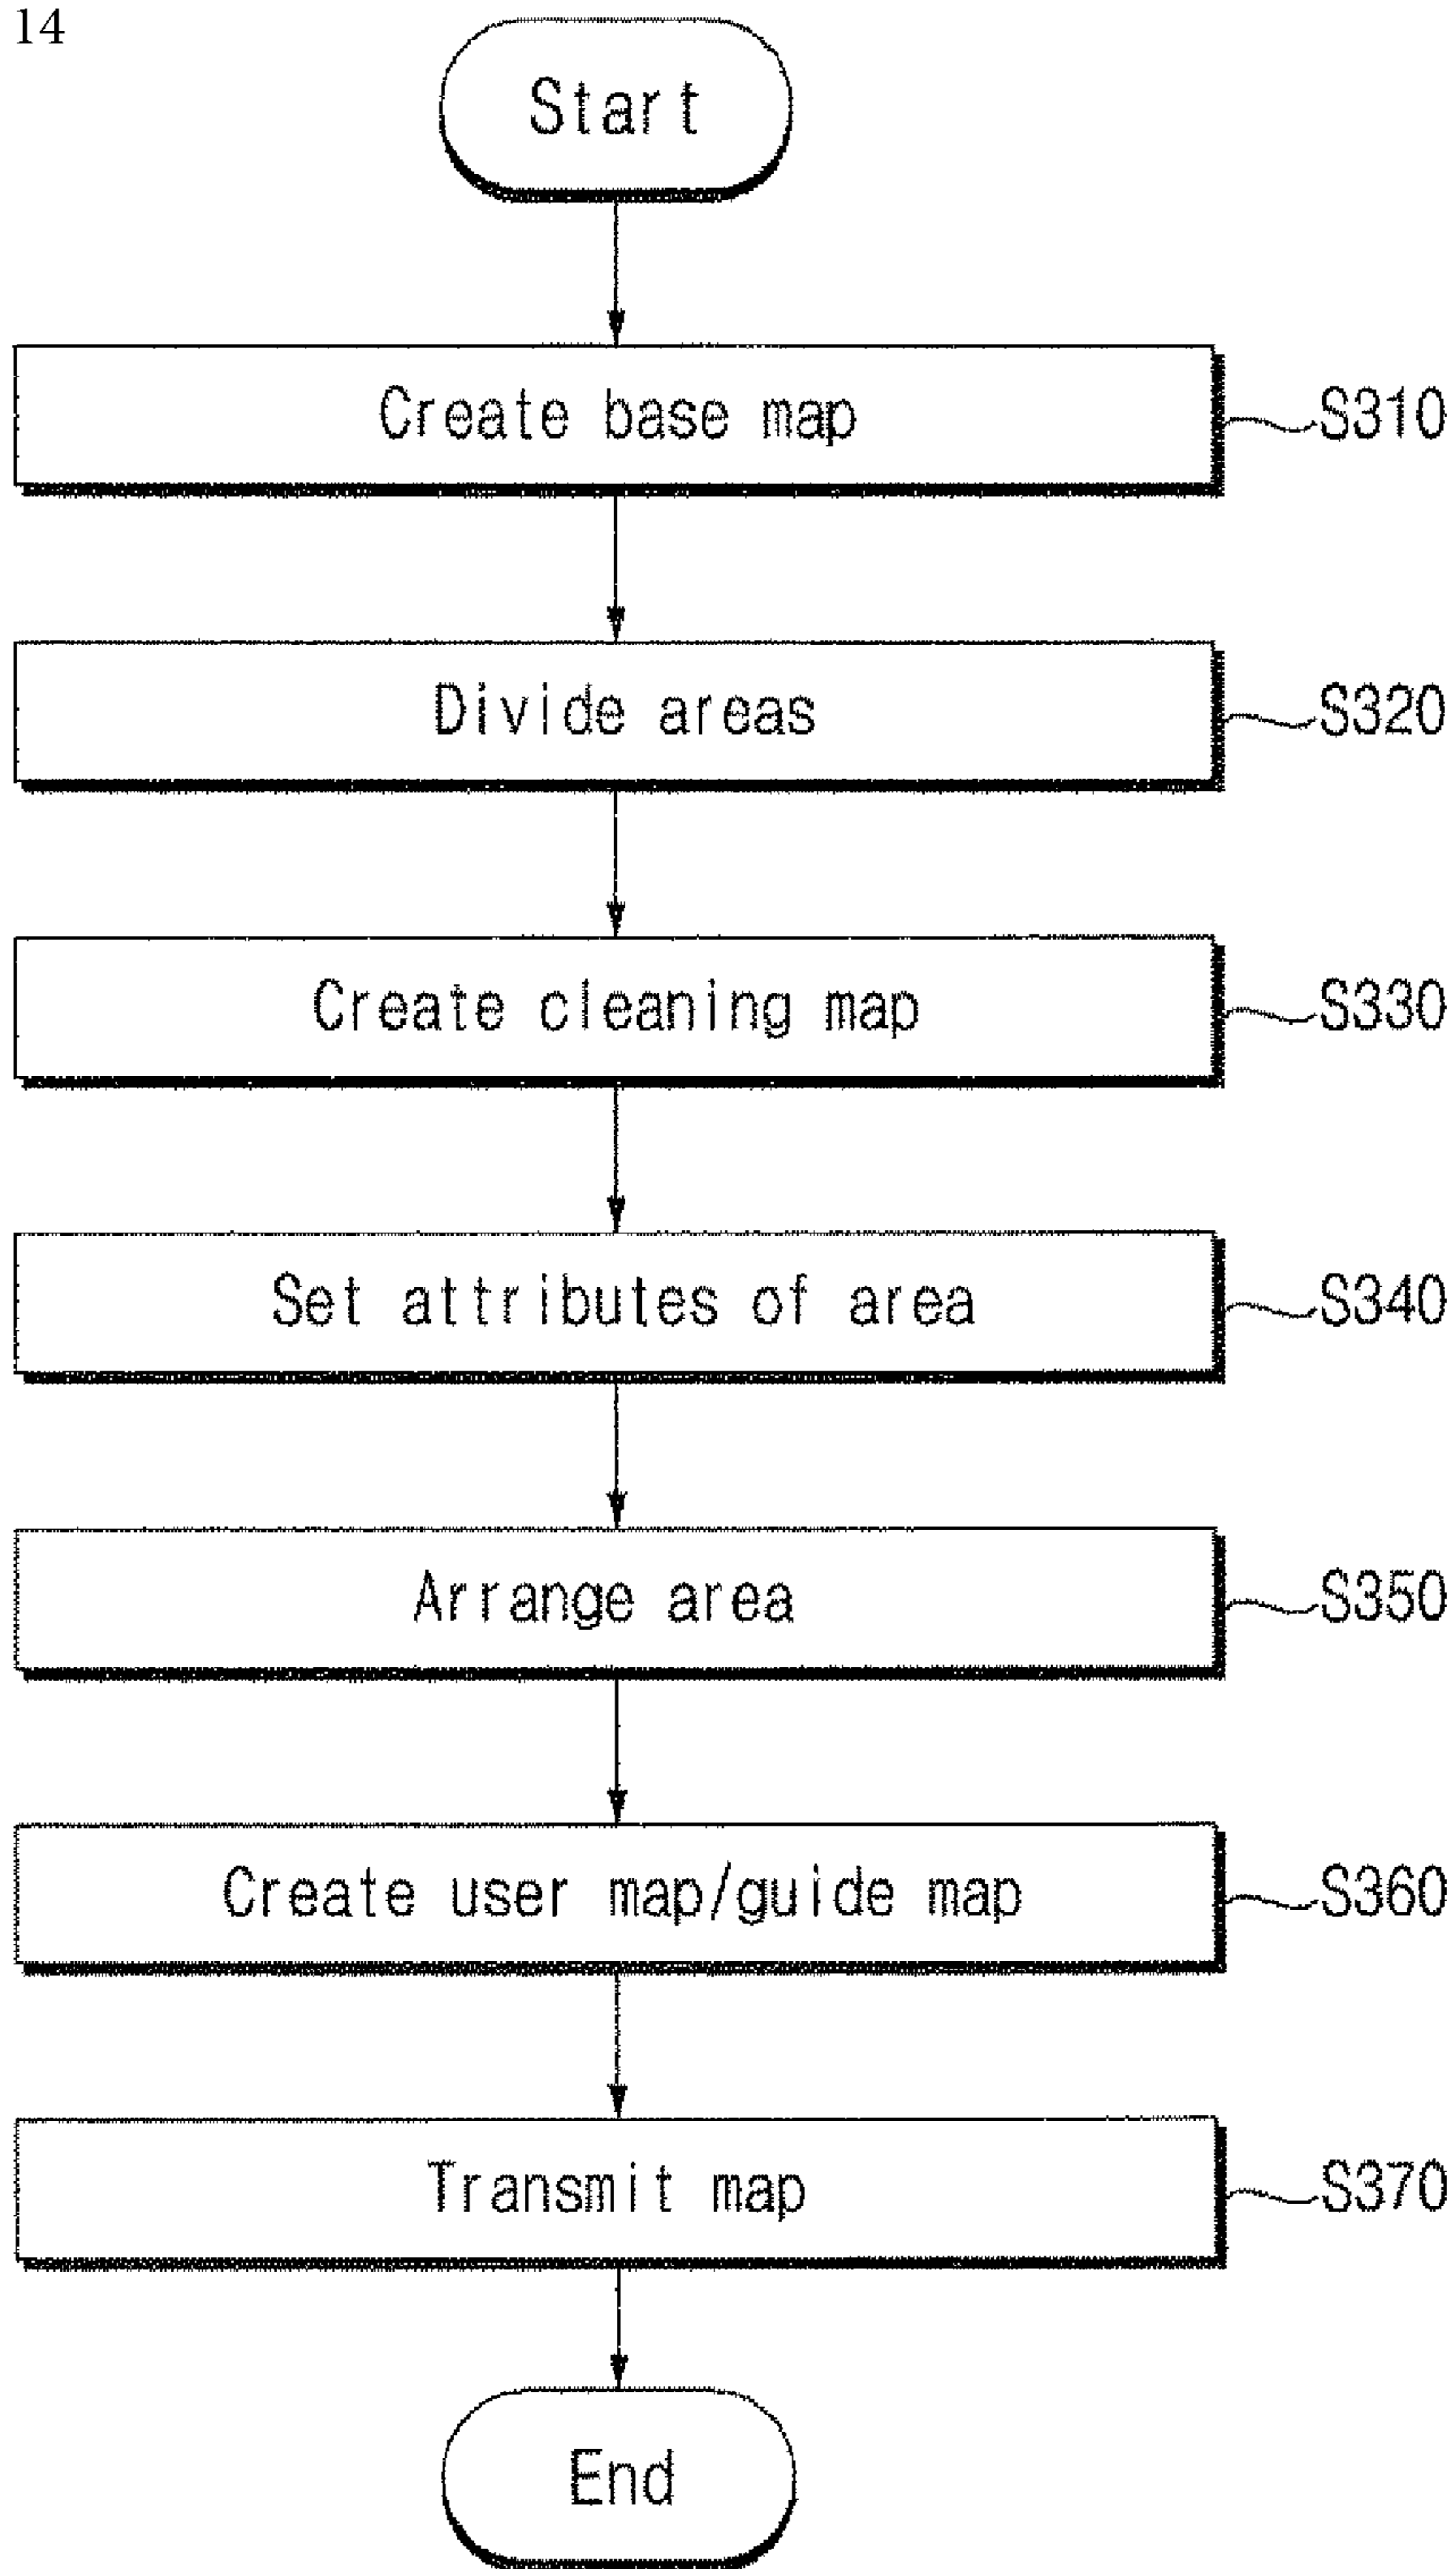 14
Start
Create base map
S310
Divide areas
S320
Create cleaning map
S330
Set attributes of area
S340
Arrange area
S350
Create user map/guide map
S360
Transmit map
S370
End